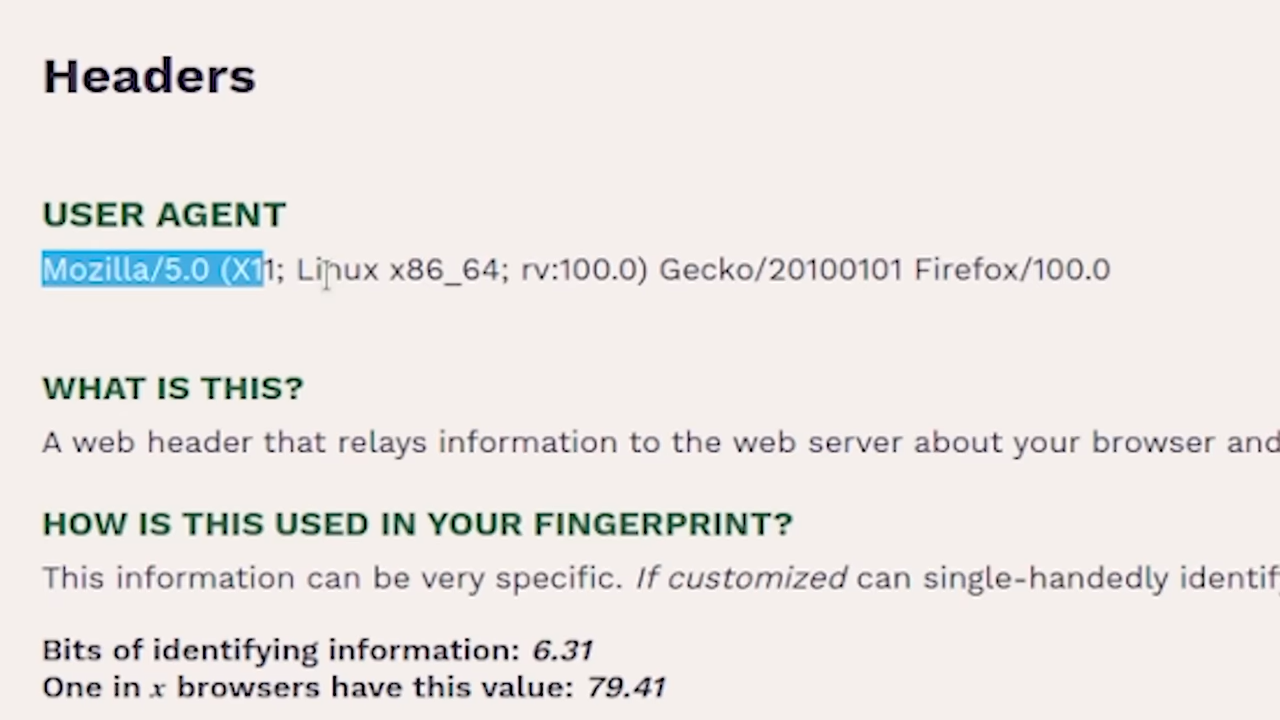 Headers
USER AGENT
Mozilla/5.0 (X11; Linux x86_64; rv:100.0) Gecko/20100101 Firefox/100.0
WHAT IS THIS?
A web header that relays information to the web server about your browser and
HOW IS THIS USED IN YOUR FINGERPRINT?
This information can be very specific. If customized can single-handedly identify
Bits of identifying information: 6.31
One in x browsers have this value: 79.41